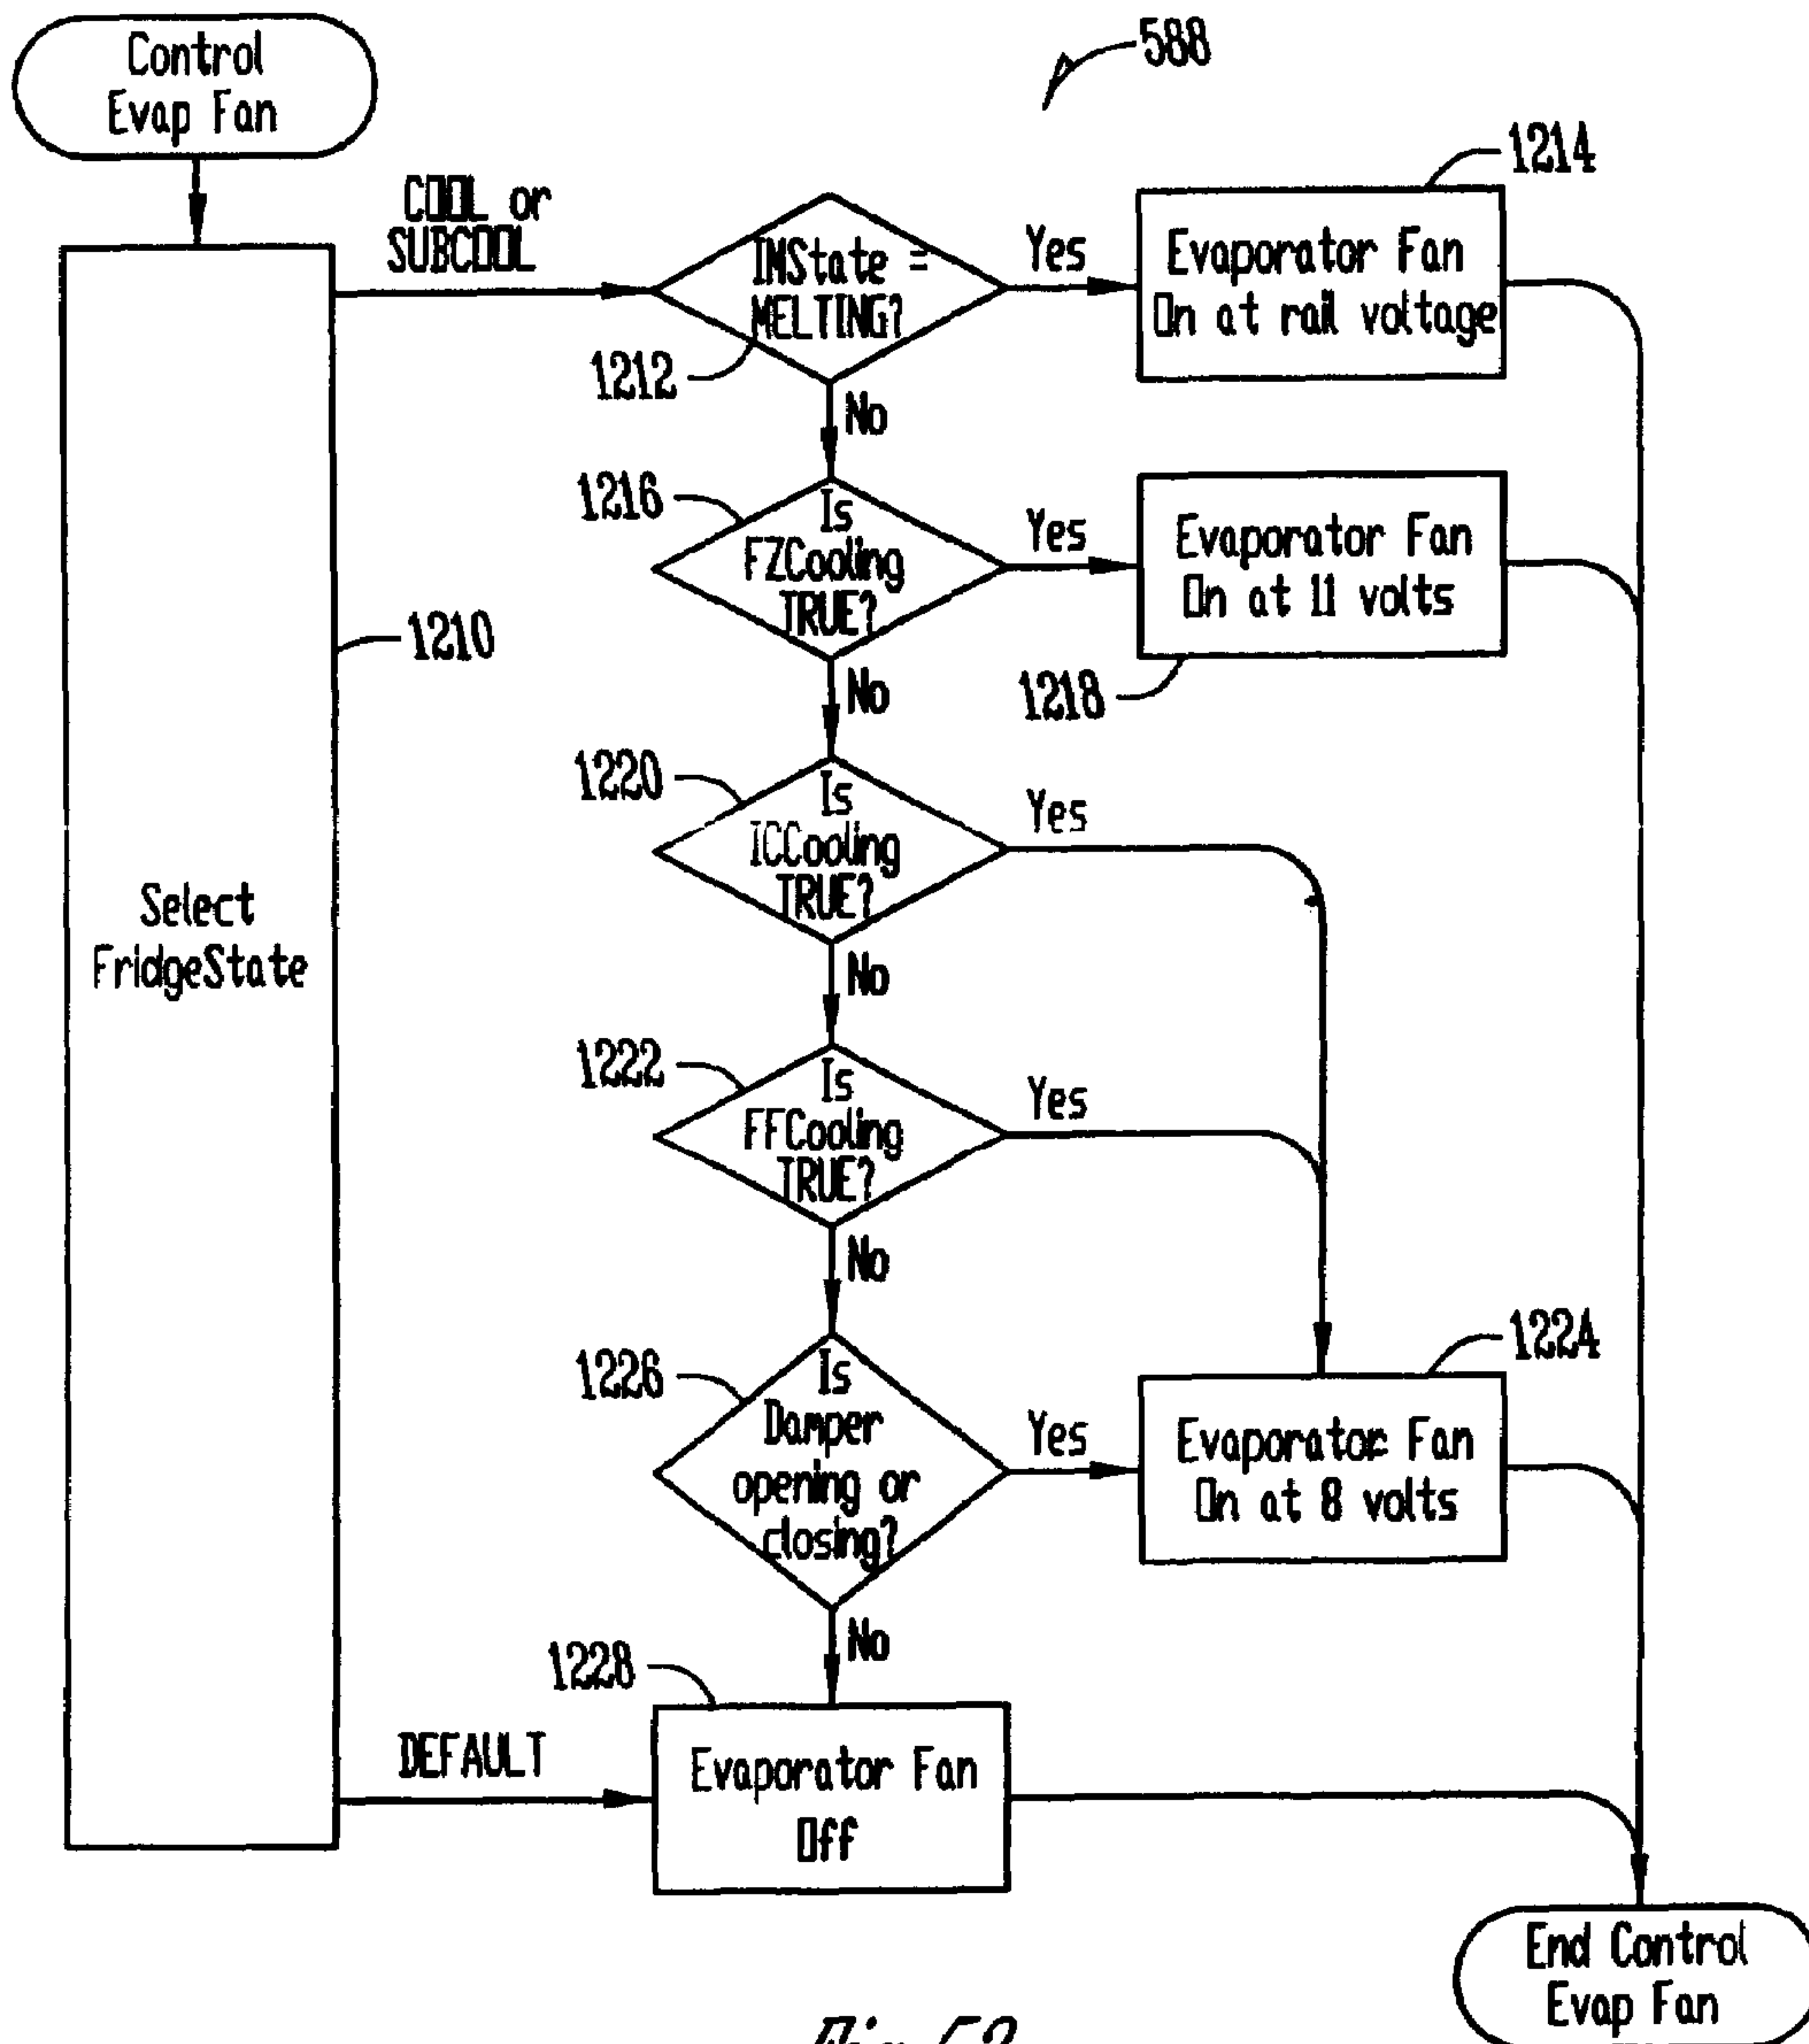 Control
Evap Fan
588
COOL or
SUBCOOL
IMState =
MELTING?
1212
Yes
1214
Evaporator Fan
On at rail voltage
No
1216
Is
FZCooling
TRUE?
Yes
Evaporator Fan
On at 11 volts
1218
No
1210
Select
FridgeState
1220
Is
ICCooling
TRUE?
Yes
No
1222
Is
FFCooling
TRUE?
Yes
No
1226
Is
Damper
opening or
closing?
Yes
1224
Evaporator Fan
On at 8 volts
No
1228
DEFAULT
Evaporator Fan
Off
End Control
Evap Fan